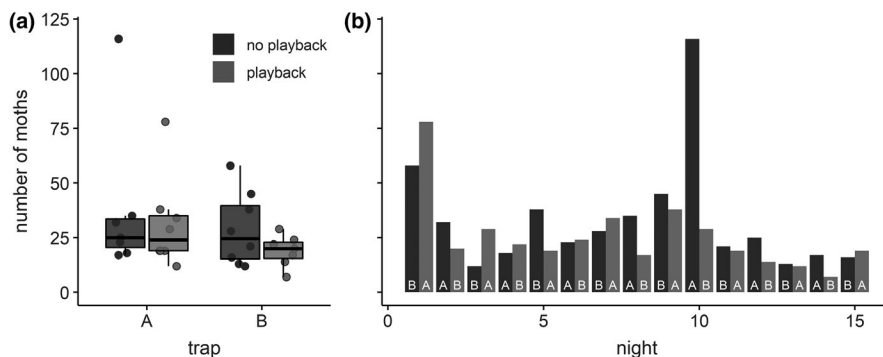 (a)
125
100
75
50
25
0
number of moths
no playback
playback
A B
trap
(b)
B A A B B A A B B A A B B A A B B A A B B A A B B A A B B A
0 5 10 15
night